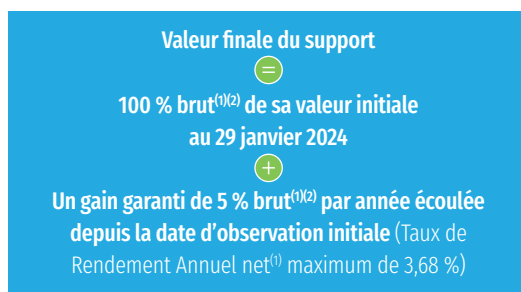 Valeur finale du support
=
100 % brut(1)(2) de sa valeur initiale
au 29 janvier 2024
+
Un gain garanti de 5 % brut(1)(2) par année écoulée
depuis la date d’observation initiale (Taux de
Rendement Annuel net(1) maximum de 3,68 %)